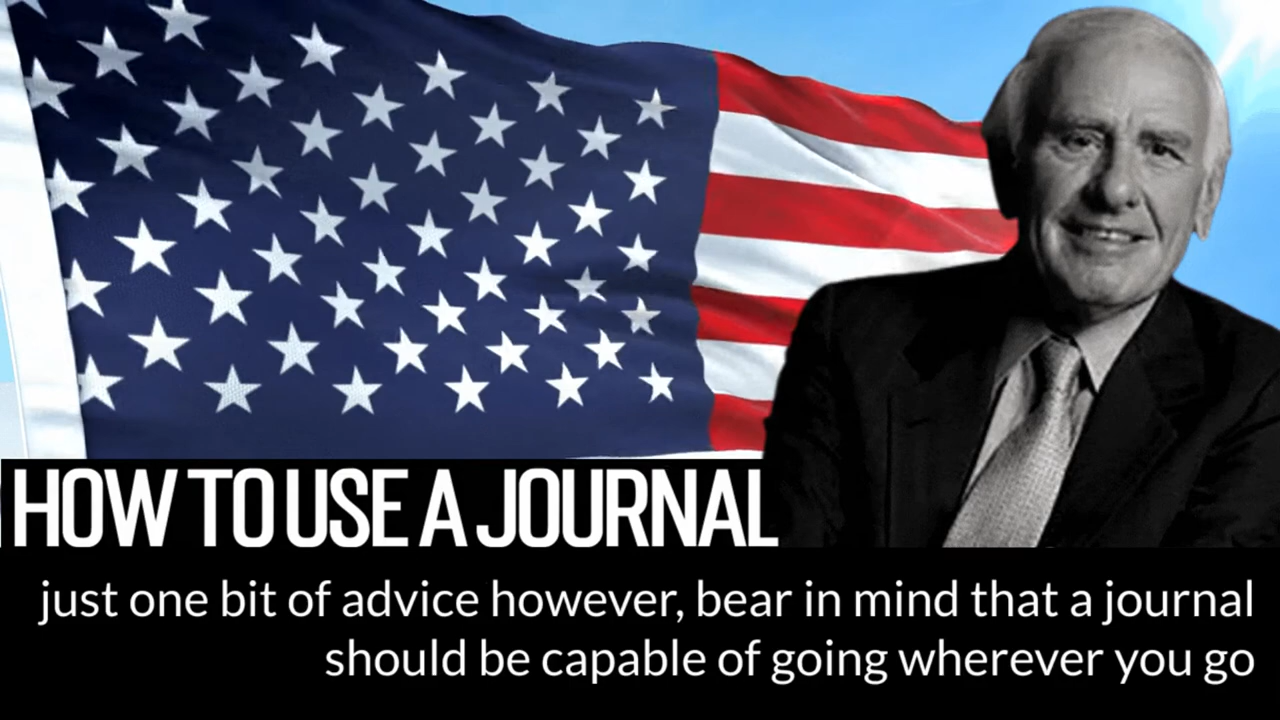 HOW TO USE A JOURNAL
just one bit of advice however, bear in mind that a journal
should be capable of going wherever you go